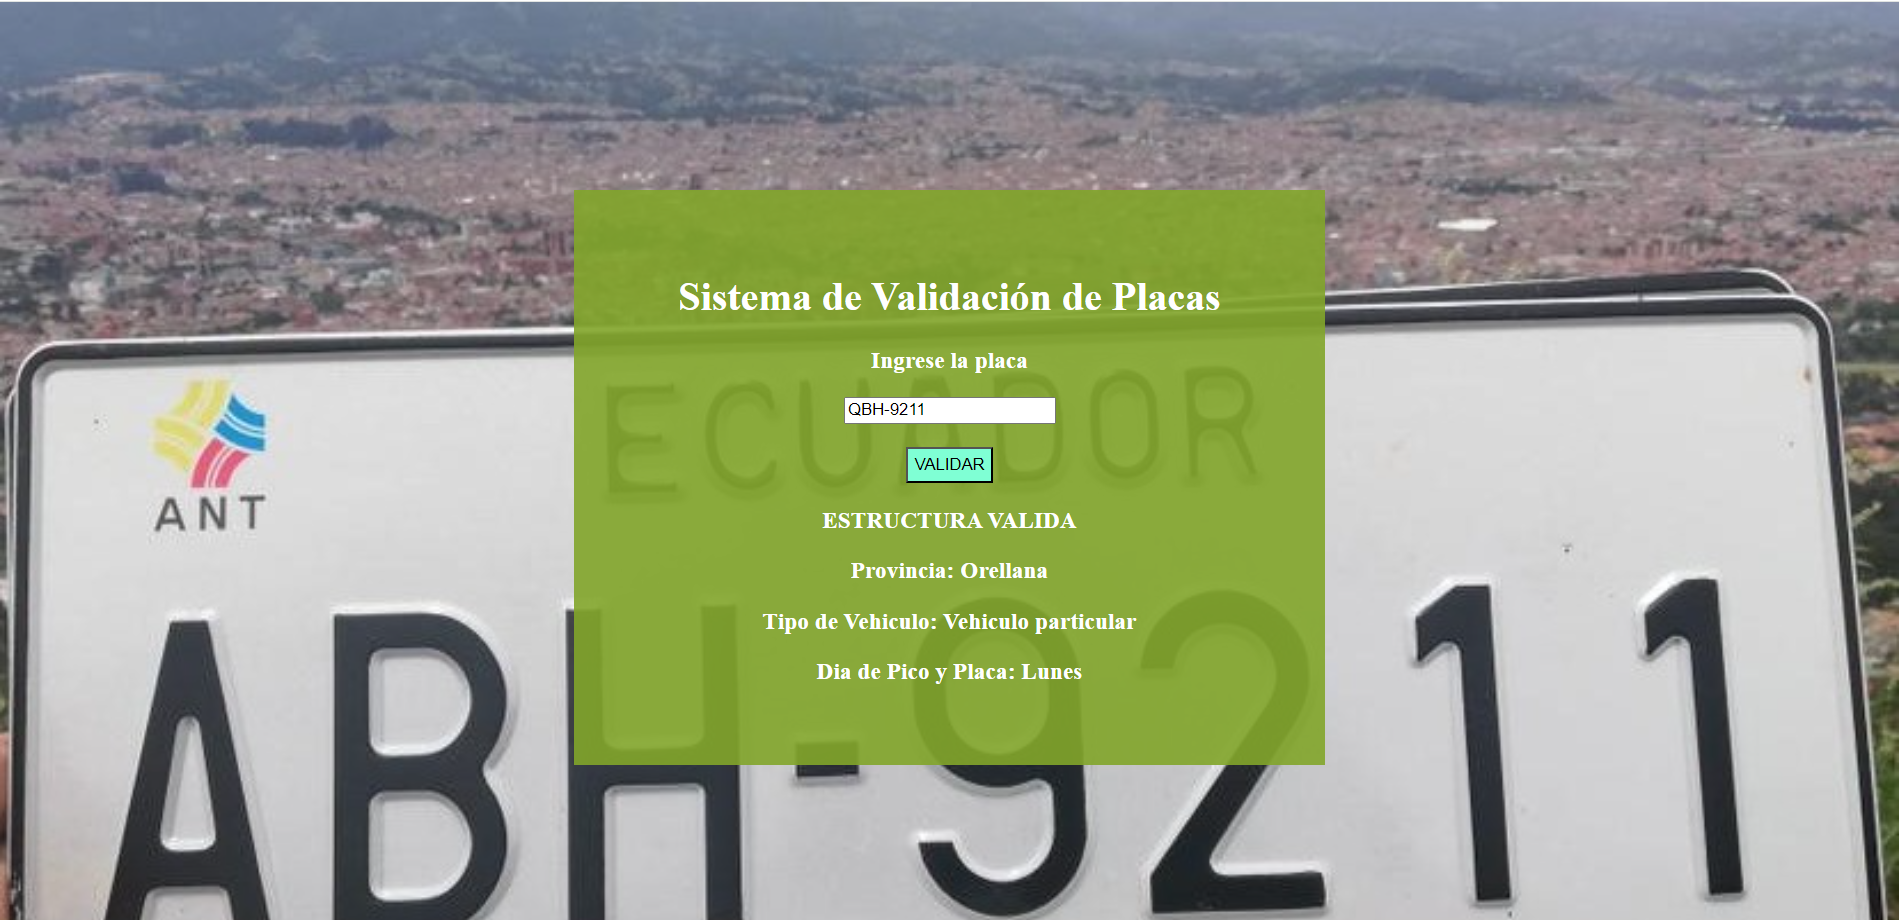 Sistema de Validación de Placas
Ingrese la placa
QBH-9211
VALIDAR
ESTRUCTURA VALIDA
Provincia: Orellana
Tipo de Vehiculo: Vehiculo particular
Dia de Pico y Placa: Lunes
ECUADOR
ANT
ABH-9211